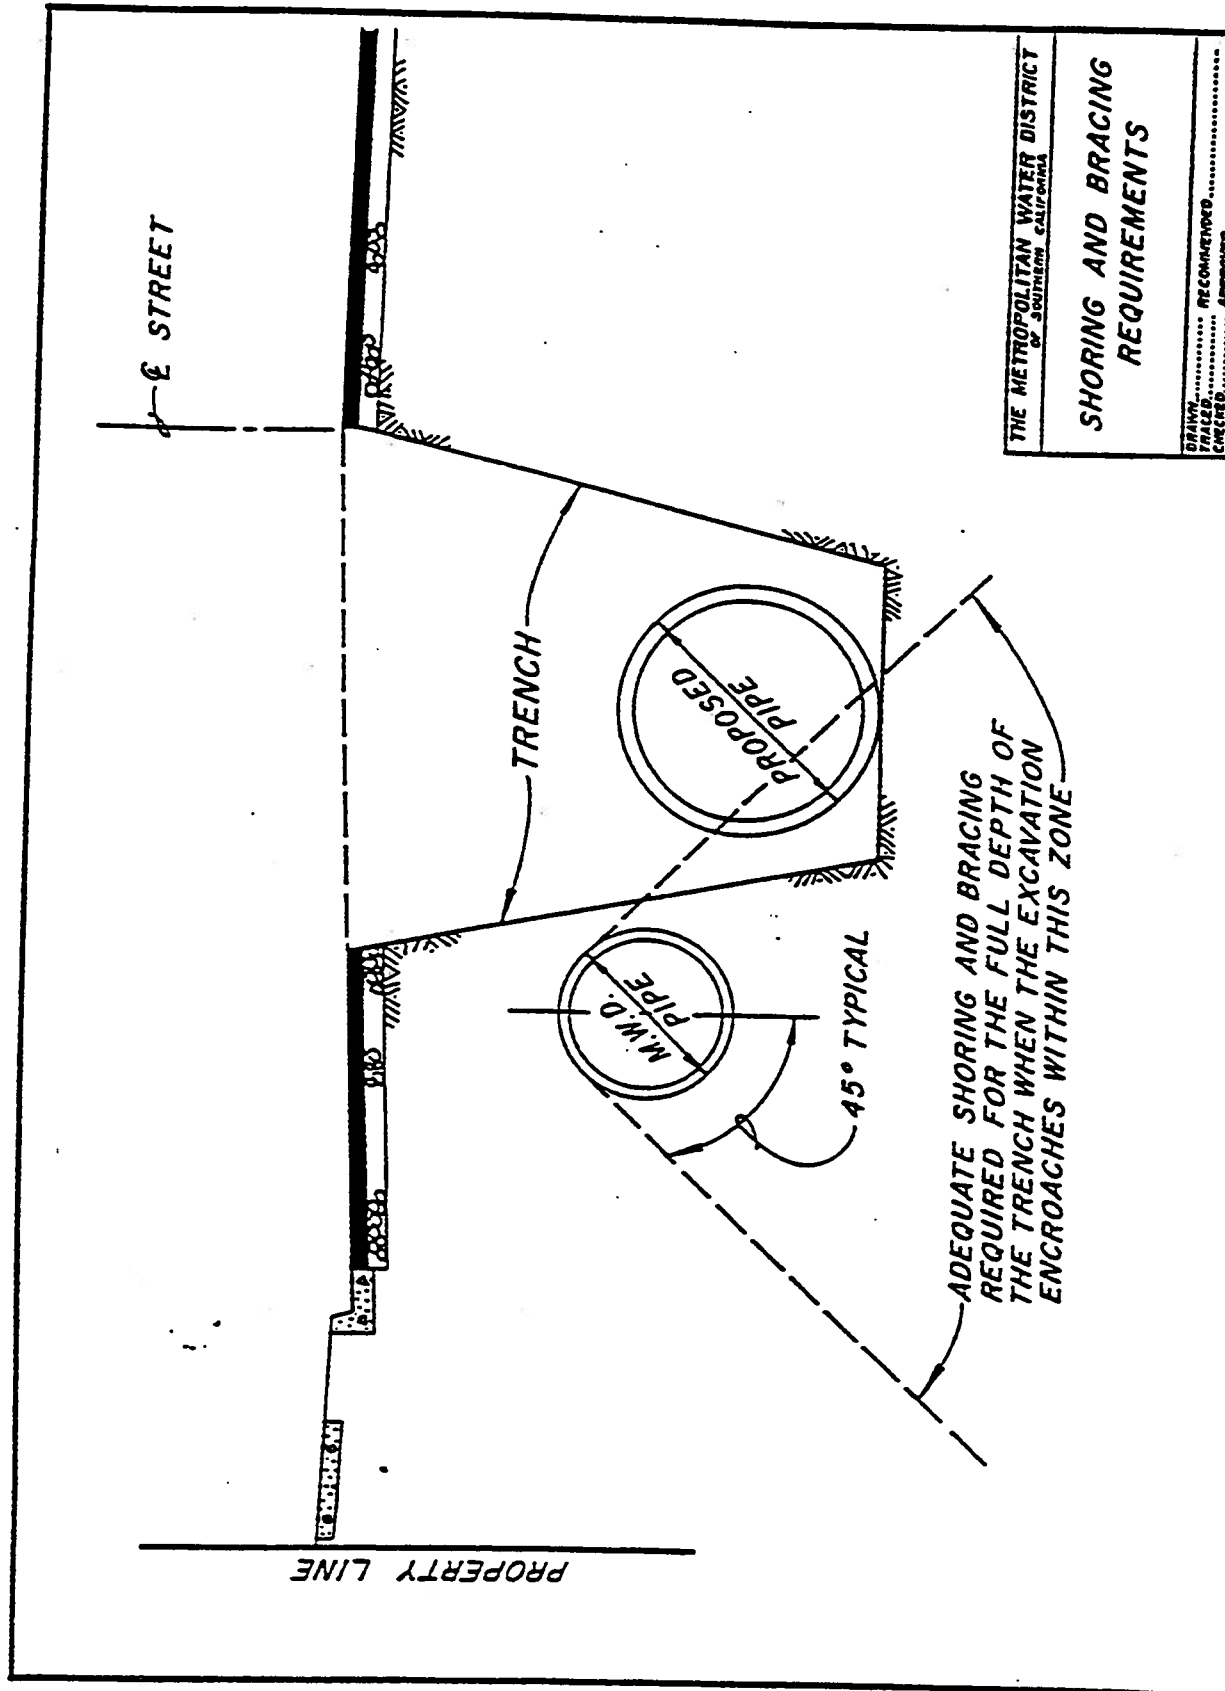 PROPERTY LINE
℄ STREET
TRENCH
M.W.D.
PIPE
PROPOSED
PIPE
45° TYPICAL
ADEQUATE SHORING AND BRACING
REQUIRED FOR THE FULL DEPTH OF
THE TRENCH WHEN THE EXCAVATION
ENCROACHES WITHIN THIS ZONE
THE METROPOLITAN WATER DISTRICT
OF SOUTHERN CALIFORNIA
SHORING AND BRACING
REQUIREMENTS
DRAWN............ RECOMMENDED....................
TRACED............
CHECKED............